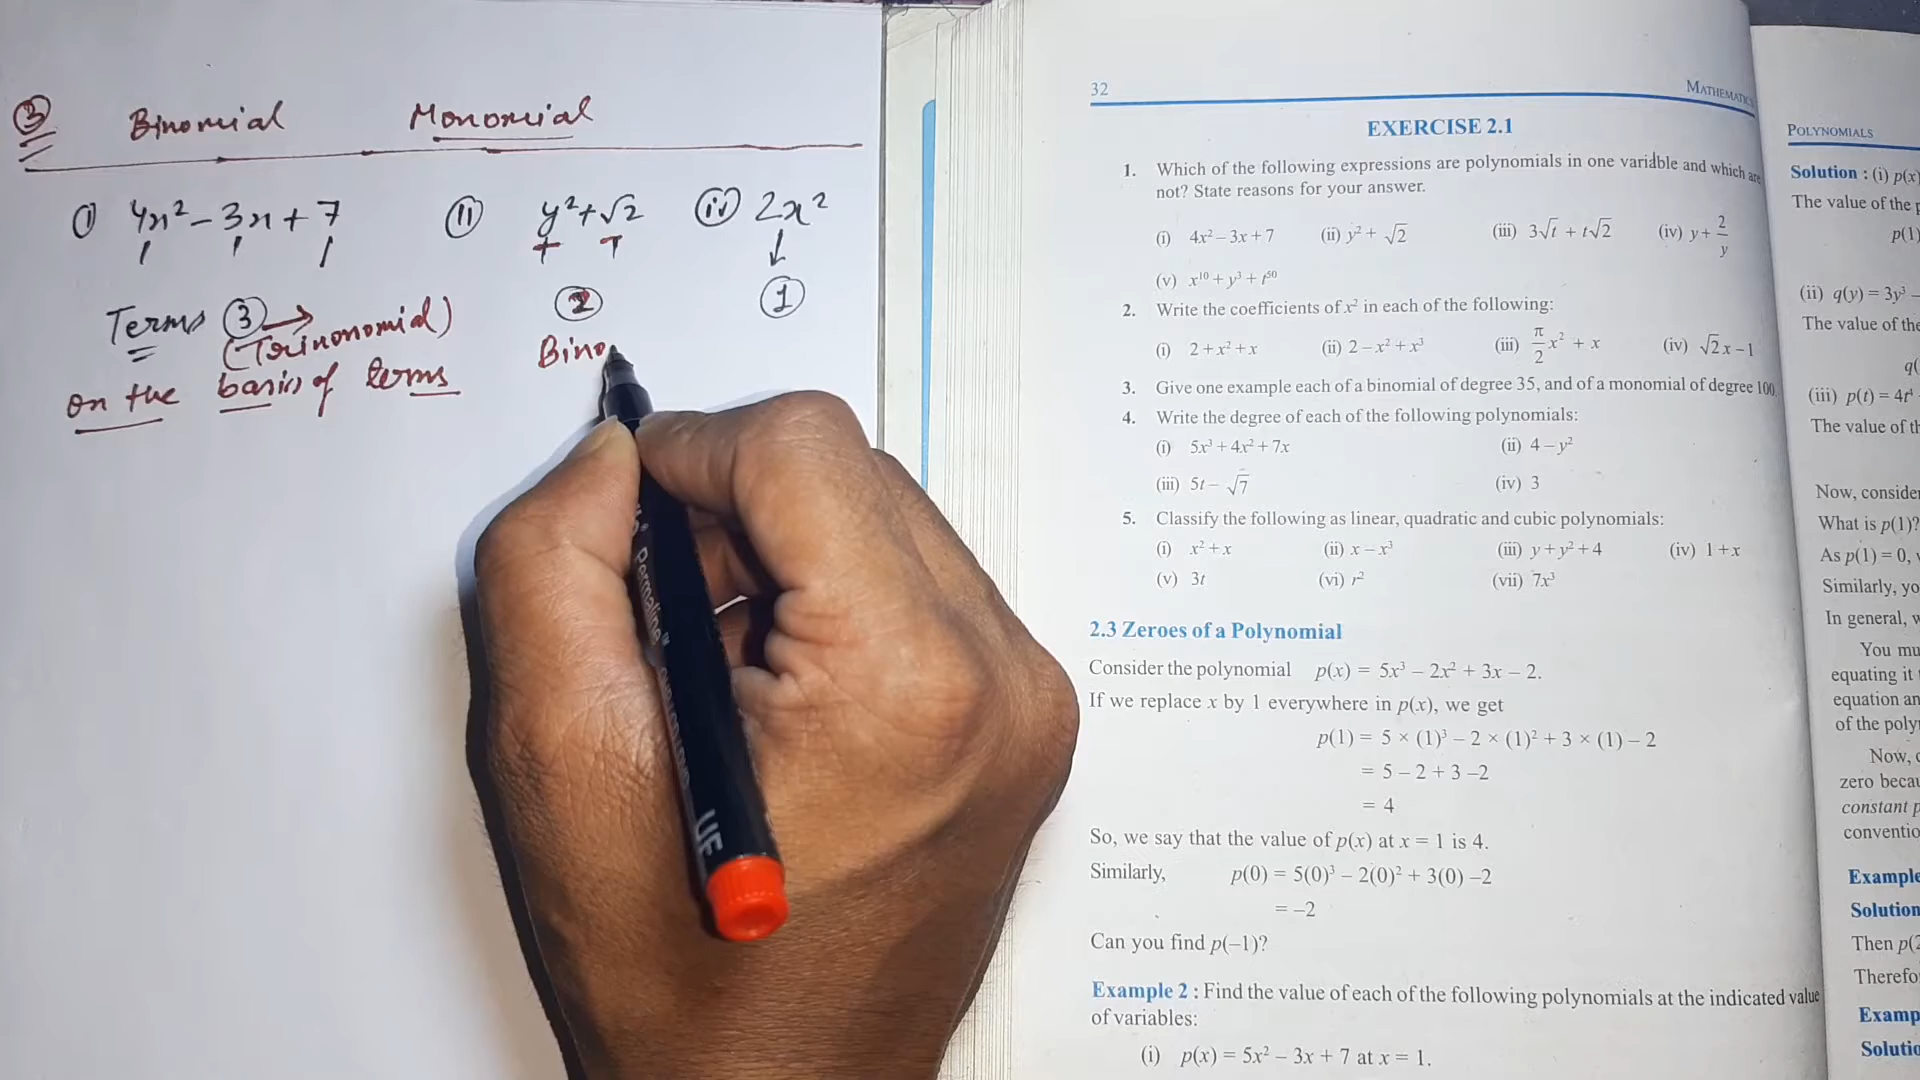 ③ Binomial Monomial
① 4x² - 3x + 7 ⑪ y² + √2 ⑩ 2x²
Terms ③ → ② ①
(Trinonomial) Bino
on the basis of terms
Permaline™
UF
32 MATHEMATIC
EXERCISE 2.1
1. Which of the following expressions are polynomials in one variable and which are
not? State reasons for your answer.
(i) 4x² – 3x + 7 (ii) y² + √2 (iii) 3√t + t√2 (iv) y + 2/y
(v) x¹⁰ + y³ + t⁵⁰
2. Write the coefficients of x² in each of the following:
(i) 2 + x² + x (ii) 2 – x² + x³ (iii) π/2 x² + x (iv) √2 x – 1
3. Give one example each of a binomial of degree 35, and of a monomial of degree 100
4. Write the degree of each of the following polynomials:
(i) 5x³ + 4x² + 7x (ii) 4 – y²
(iii) 5t – √7 (iv) 3
5. Classify the following as linear, quadratic and cubic polynomials:
(i) x² + x (ii) x – x³ (iii) y + y² + 4 (iv) 1 + x
(v) 3t (vi) r² (vii) 7x³
2.3 Zeroes of a Polynomial
Consider the polynomial p(x) = 5x³ – 2x² + 3x – 2.
If we replace x by 1 everywhere in p(x), we get
p(1) = 5 × (1)³ – 2 × (1)² + 3 × (1) – 2
= 5 – 2 + 3 –2
= 4
So, we say that the value of p(x) at x = 1 is 4.
Similarly, p(0) = 5(0)³ – 2(0)² + 3(0) –2
= –2
Can you find p(–1)?
Example 2 : Find the value of each of the following polynomials at the indicated value
of variables:
(i) p(x) = 5x² – 3x + 7 at x = 1.
POLYNOMIALS
Solution : (i) p(x)
The value of the p
p(1)
(ii) q(y) = 3y³ –
The value of the
q(
(iii) p(t) = 4t⁴
The value of th
Now, consider
What is p(1)?
As p(1) = 0,
Similarly, yo
In general, w
You mu
equating it
equation an
of the poly
Now, c
zero becau
constant p
conventio
Example
Solution
Then p(2
Therefo
Examp
Solutio